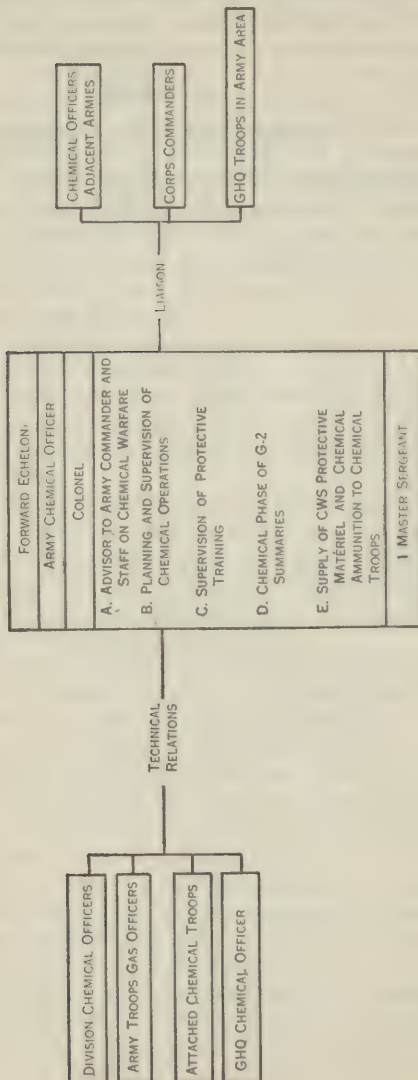 DIVISION CHEMICAL OFFICERS
ARMY TROOPS GAS OFFICERS
ATTACHED CHEMICAL TROOPS
GHQ CHEMICAL OFFICER
TECHNICAL
RELATIONS
FORWARD ECHELON
ARMY CHEMICAL OFFICER
COLONEL
A. ADVISOR TO ARMY COMMANDER AND
STAFF ON CHEMICAL WARFARE
B. PLANNING AND SUPERVISION OF
CHEMICAL OPERATIONS
C. SUPERVISION OF PROTECTIVE
TRAINING
D. CHEMICAL PHASE OF G-2
SUMMARIES
E. SUPPLY OF CWS PROTECTIVE
MATÉRIEL AND CHEMICAL
AMMUNITION TO CHEMICAL
TROOPS
1 MASTER SERGEANT
LIAISON
CHEMICAL OFFICERS
ADJACENT ARMIES
CORPS COMMANDERS
GHQ TROOPS IN ARMY AREA